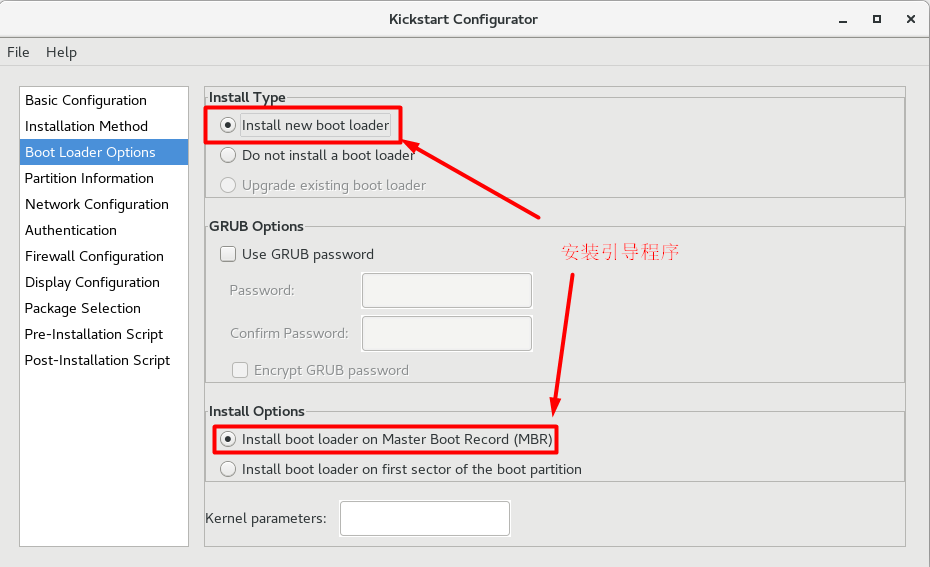 Kickstart Configurator
File Help
Basic Configuration
Installation Method
Boot Loader Options
Partition Information
Network Configuration
Authentication
Firewall Configuration
Display Configuration
Package Selection
Pre-Installation Script
Post-Installation Script
Install Type
Install new boot loader
Do not install a boot loader
Upgrade existing boot loader
GRUB Options
安装引导程序
Use GRUB password
Password:
Confirm Password:
Encrypt GRUB password
Install Options
Install boot loader on Master Boot Record (MBR)
Install boot loader on first sector of the boot partition
Kernel parameters: